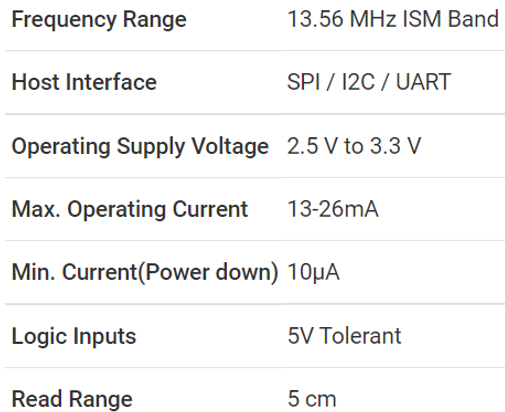 Frequency Range 13.56 MHz ISM Band
Host Interface SPI / I2C / UART
Operating Supply Voltage 2.5 V to 3.3 V
Max. Operating Current 13-26mA
Min. Current(Power down) 10µA
Logic Inputs 5V Tolerant
Read Range 5 cm